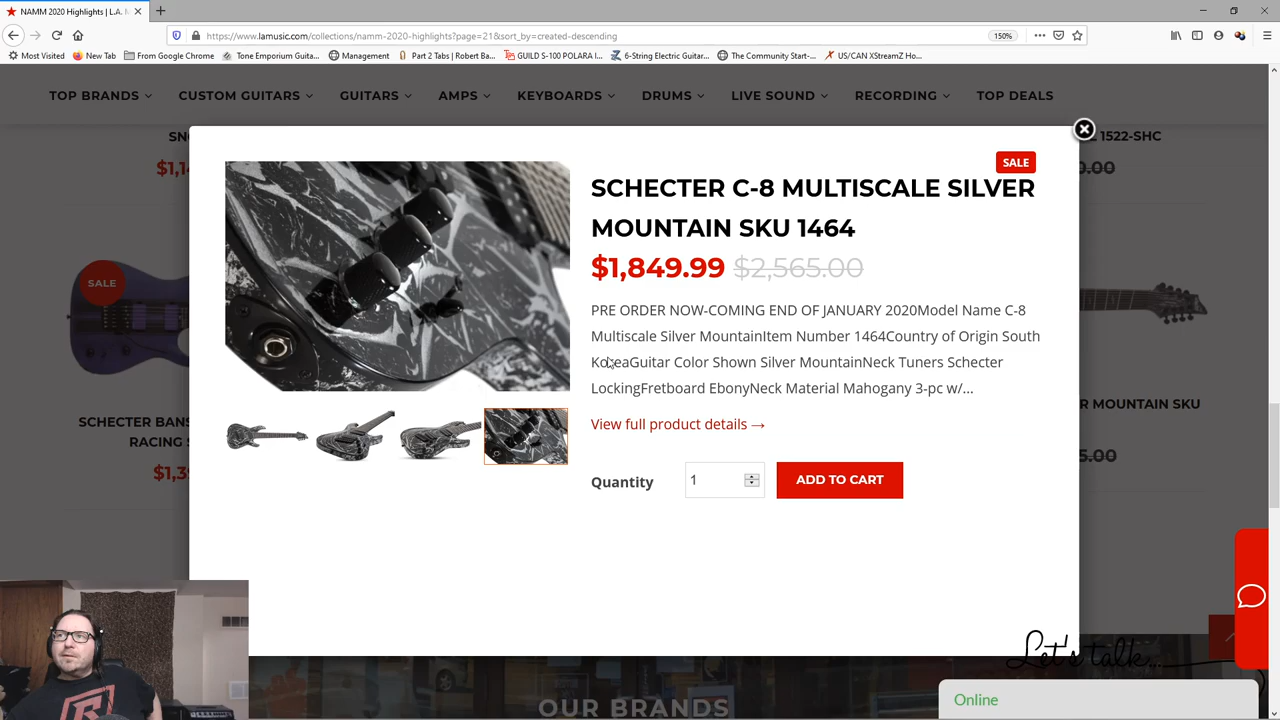 NAMM 2020 Highlights | L.A. M
https://www.lamusic.com/collections/namm-2020-highlights?page=21&sort_by=created-descending
150%
Most Visited
New Tab
From Google Chrome
Tone Emporium Guita...
Management
Part 2 Tabs | Robert Ba...
GUILD S-100 POLARA I...
6-String Electric Guitar...
The Community Start-...
US/CAN XStreamZ Ho...
TOP BRANDS
CUSTOM GUITARS
GUITARS
AMPS
KEYBOARDS
DRUMS
LIVE SOUND
RECORDING
TOP DEALS
SN
1522-SHC
$1,1
0.00
SALE
SCHECTER C-8 MULTISCALE SILVER
MOUNTAIN SKU 1464
$1,849.99 $2,565.00
PRE ORDER NOW-COMING END OF JANUARY 2020Model Name C-8
Multiscale Silver MountainItem Number 1464Country of Origin South
KoreaGuitar Color Shown Silver MountainNeck Tuners Schecter
LockingFretboard EbonyNeck Material Mahogany 3-pc w/...
View full product details →
Quantity
1
ADD TO CART
SALE
SCHECTER BANS
RACING S
$1,3
R MOUNTAIN SKU
5.00
Let's talk...
OUR BRANDS
Online